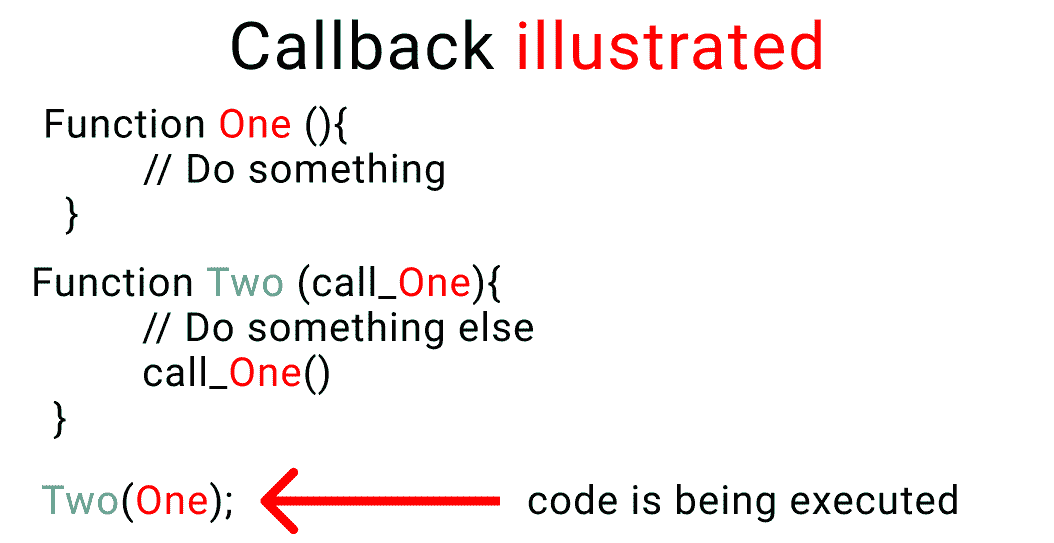 Callback illustrated
Function One (){
// Do something
}
Function Two (call_One){
// Do something else
call_One()
}
Two(One);
code is being executed